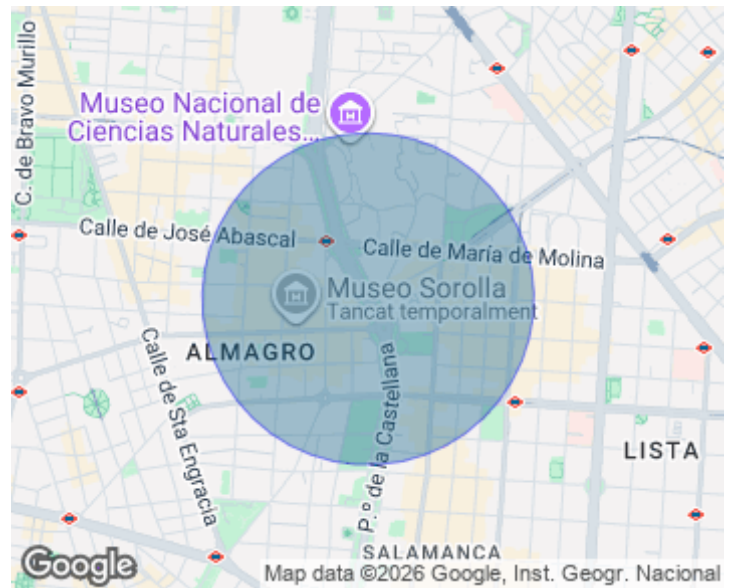 C. de Bravo Murillo
Museo Nacional de
Ciencias Naturales...
Calle de José Abascal
Calle de María de Molina
Museo Sorolla
Tancat temporalment
ALMAGRO
Calle de Sta Engracia
P.º de la Castellana
LISTA
SALAMANCA
Google
Map data ©2026 Google, Inst. Geogr. Nacional